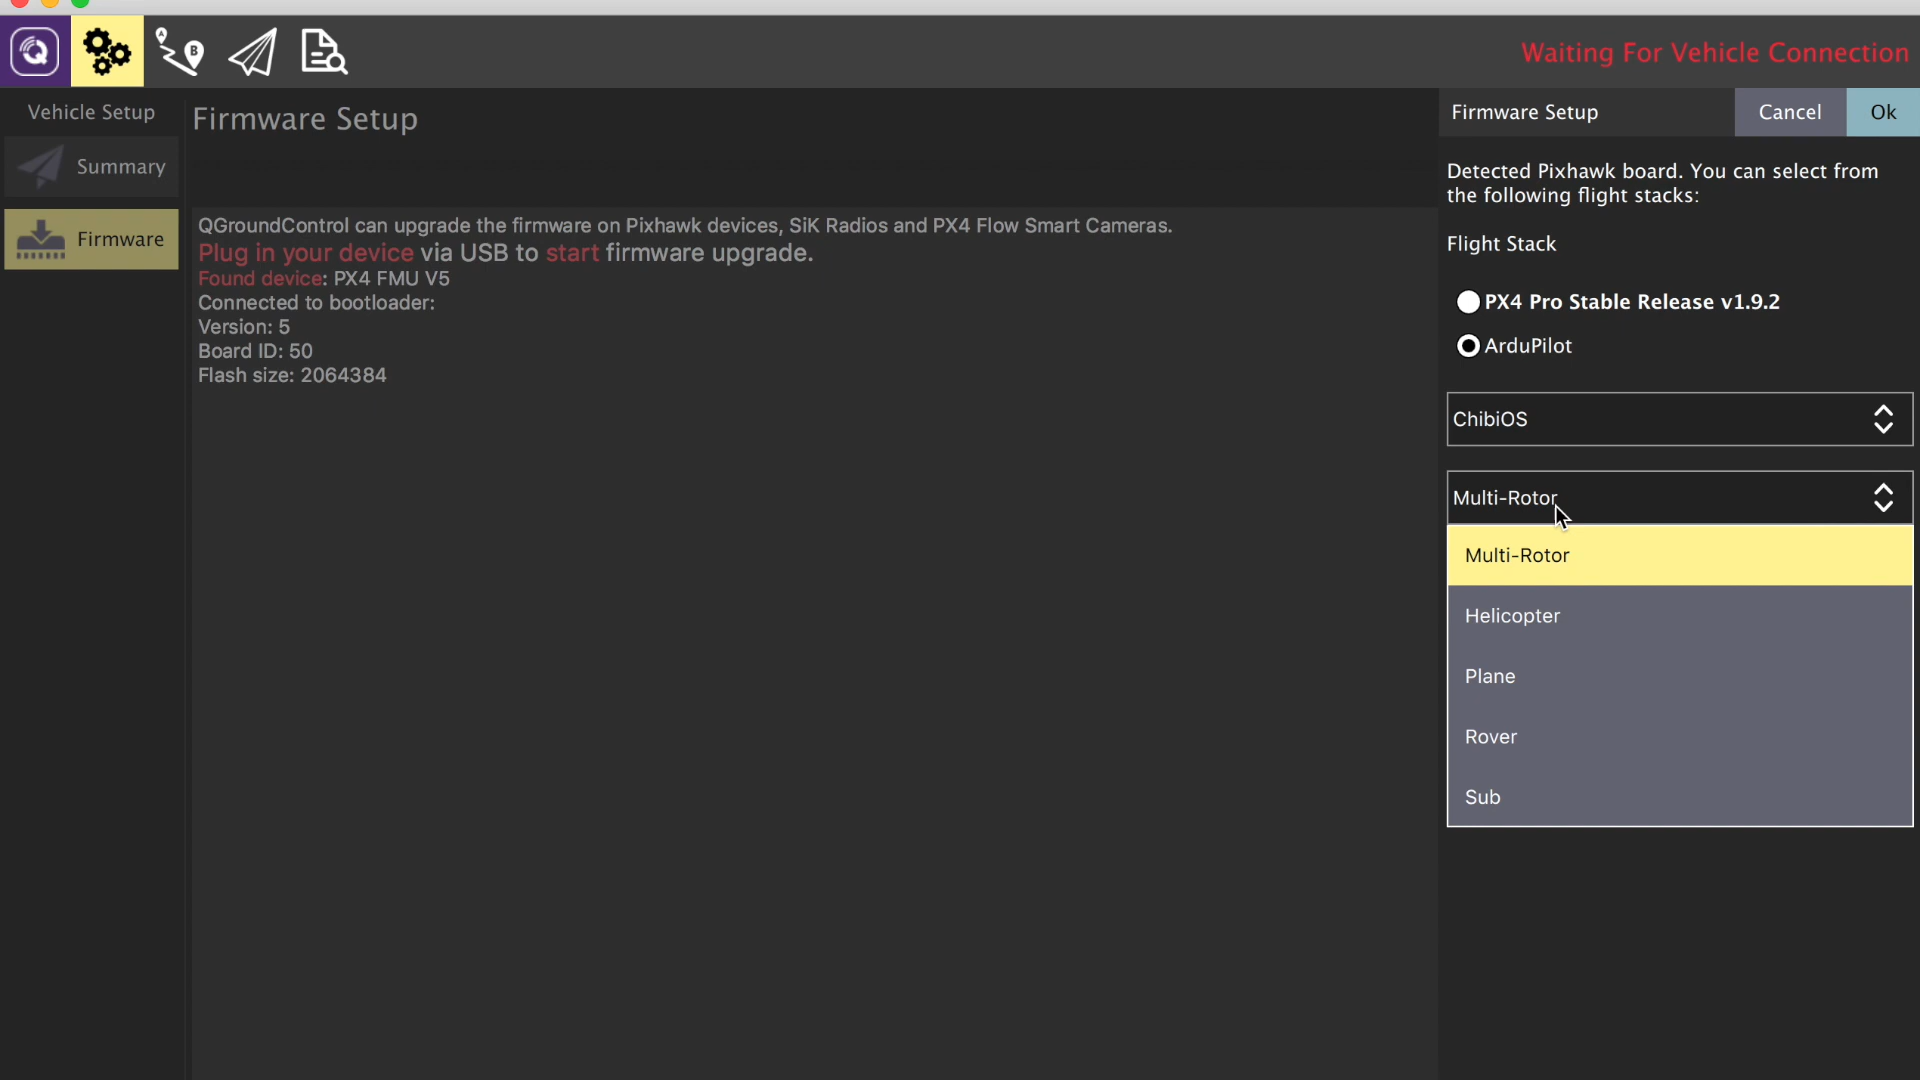 Waiting For Vehicle Connection
Vehicle Setup
Summary
Firmware
Firmware Setup
QGroundControl can upgrade the firmware on Pixhawk devices, SiK Radios and PX4 Flow Smart Cameras.
Plug in your device via USB to start firmware upgrade.
Found device: PX4 FMU V5
Connected to bootloader:
Version: 5
Board ID: 50
Flash size: 2064384
Firmware Setup
Cancel
Ok
Detected Pixhawk board. You can select from
the following flight stacks:
Flight Stack
PX4 Pro Stable Release v1.9.2
ArduPilot
ChibiOS
Multi-Rotor
Multi-Rotor
Helicopter
Plane
Rover
Sub